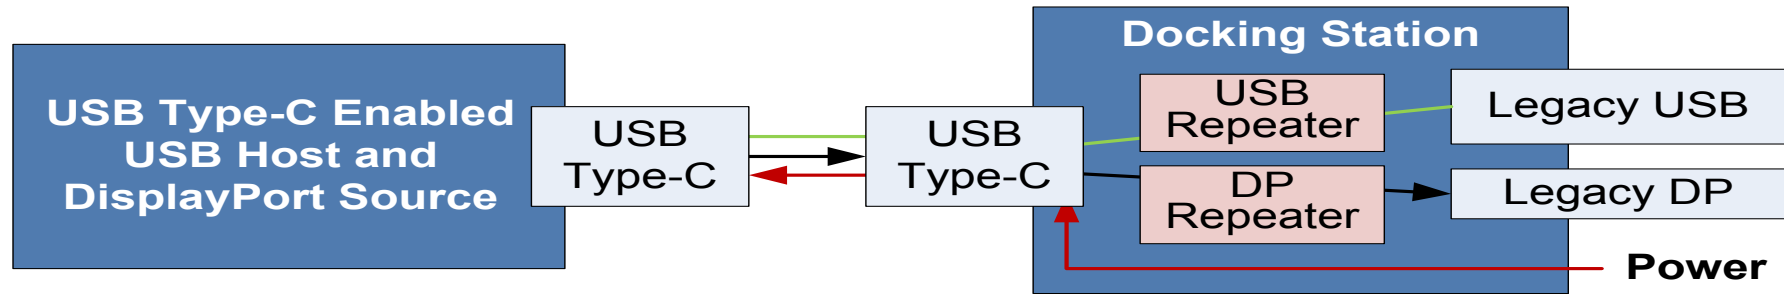 USB Type-C Enabled
USB Host and
DisplayPort Source
USB
Type-C
USB
Type-C
Docking Station
USB
Repeater
DP
Repeater
Legacy USB
Legacy DP
Power